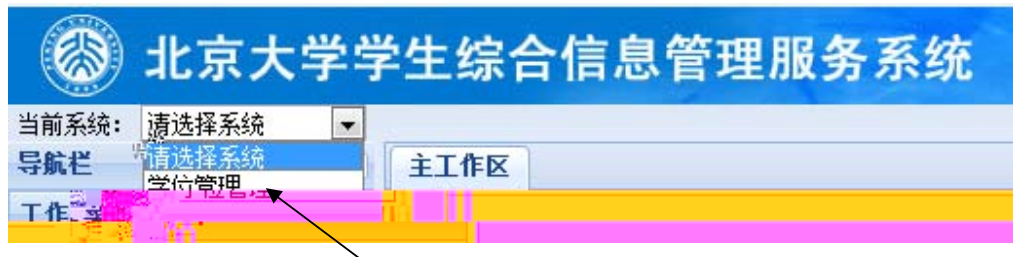 北京大学学生综合信息管理服务系统
当前系统： 请选择系统
导航栏 请选择系统 主工作区
学位管理
工作